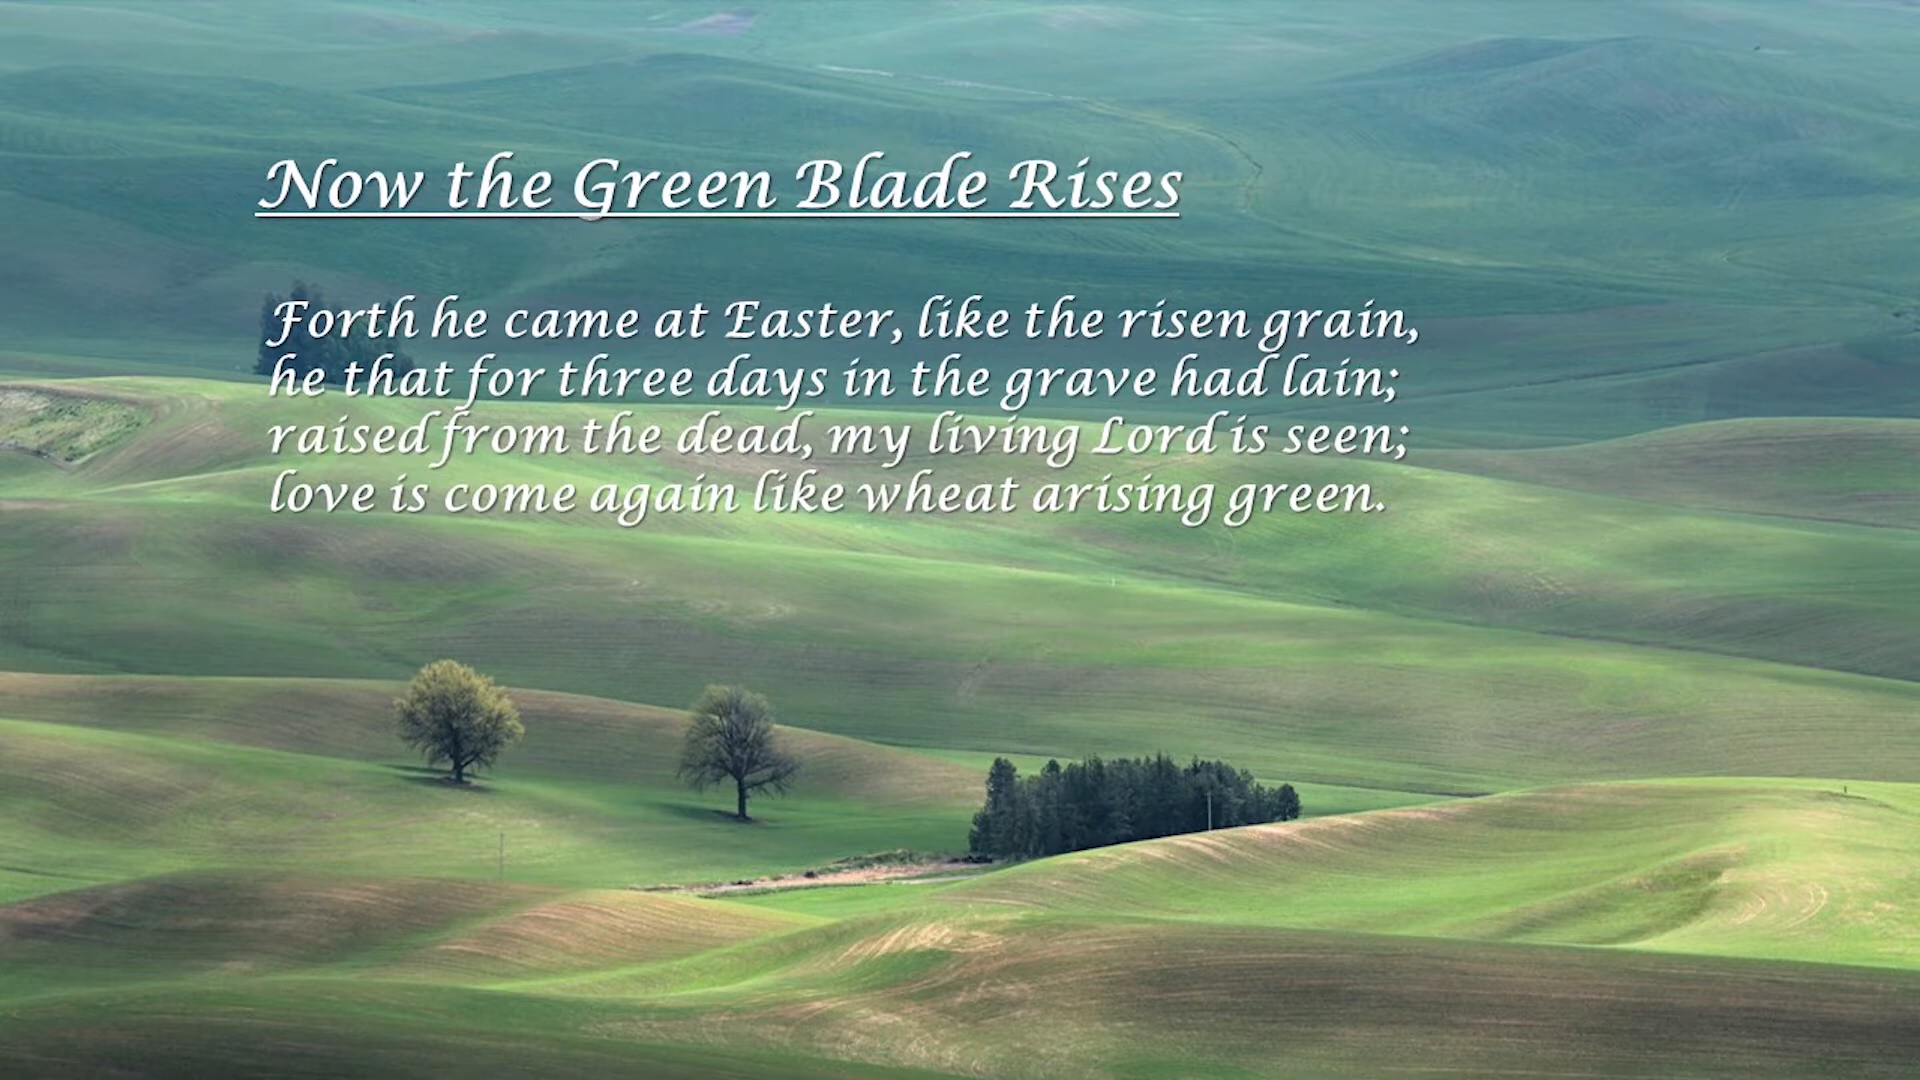 Now the Green Blade Rises
Forth he came at Easter, like the risen grain,
he that for three days in the grave had lain;
raised from the dead, my living Lord is seen;
love is come again like wheat arising green.